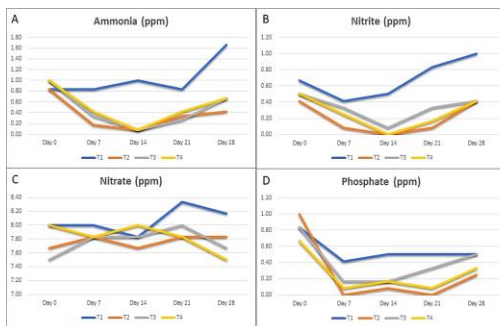 A
Ammonia (ppm)
1.80
1.60
1.40
1.20
1.00
0.80
0.60
0.40
0.20
0.00
Day 0 Day 7 Day 14 Day 21 Day 28
T1 T2 T3 T4
B
Nitrite (ppm)
1.20
1.00
0.80
0.60
0.40
0.20
0.00
Day 0 Day 7 Day 14 Day 21 Day 28
T1 T2 T3 T4
C
Nitrate (ppm)
8.40
8.20
8.00
7.80
7.60
7.40
7.20
7.00
Day 0 Day 7 Day 14 Day 21 Day 28
T1 T2 T3 T4
D
Phosphate (ppm)
1.20
1.00
0.80
0.60
0.40
0.20
0.00
Day 0 Day 7 Day 14 Day 21 Day 28
T1 T2 T3 T4